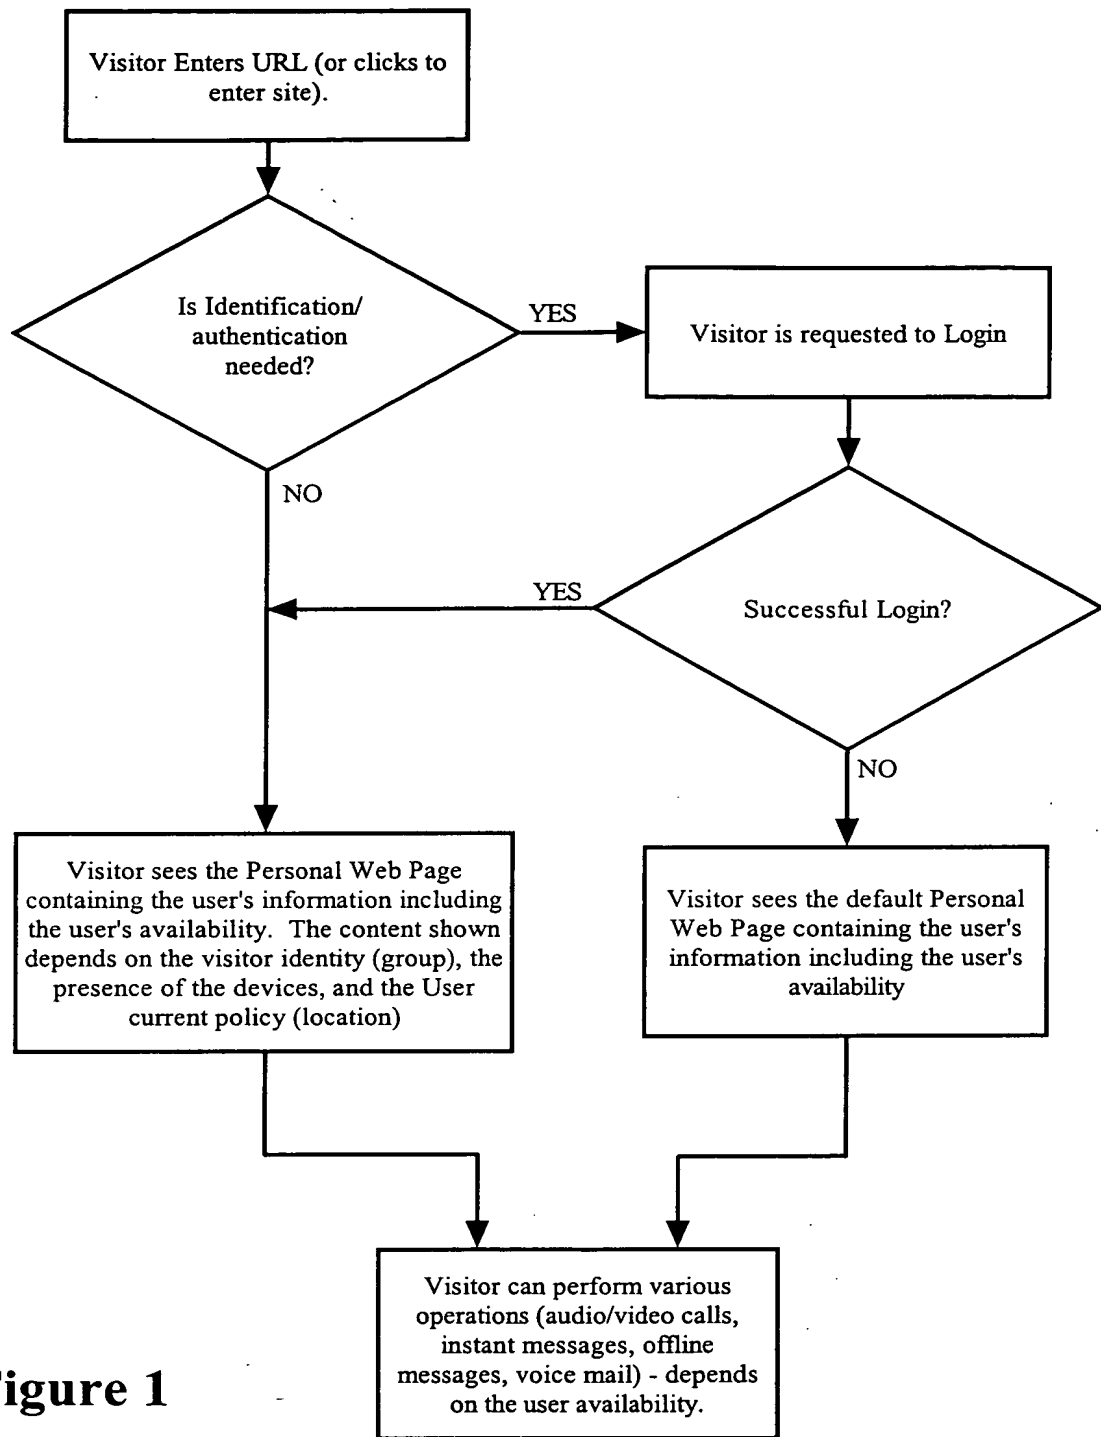 Visitor Enters URL (or clicks to
enter site).
Is Identification/
authentication
needed?
YES
Visitor is requested to Login
NO
YES
Successful Login?
NO
Visitor sees the Personal Web Page
containing the user's information including
the user's availability. The content shown
depends on the visitor identity (group), the
presence of the devices, and the User
current policy (location)
Visitor sees the default Personal
Web Page containing the user's
information including the user's
availability
Visitor can perform various
operations (audio/video calls,
instant messages, offline
messages, voice mail) - depends
on the user availability.
igure 1